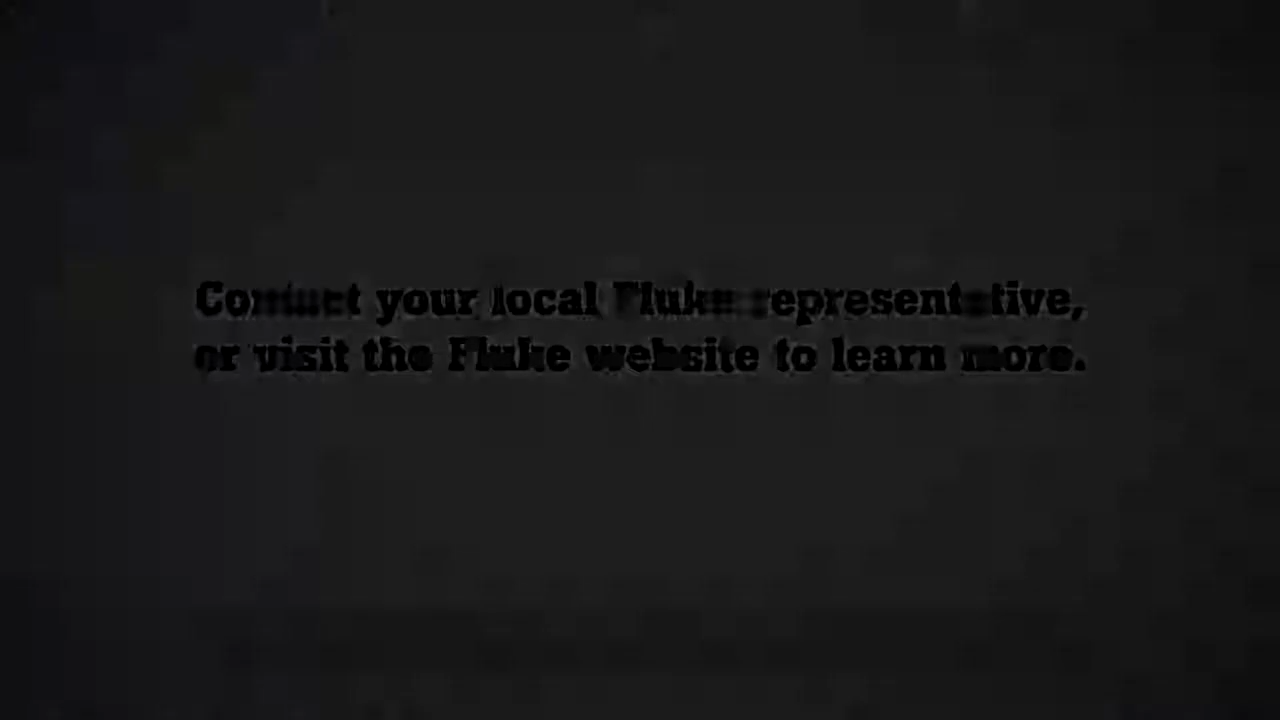 Contact your local Fluke representative,
or visit the Fluke website to learn more.